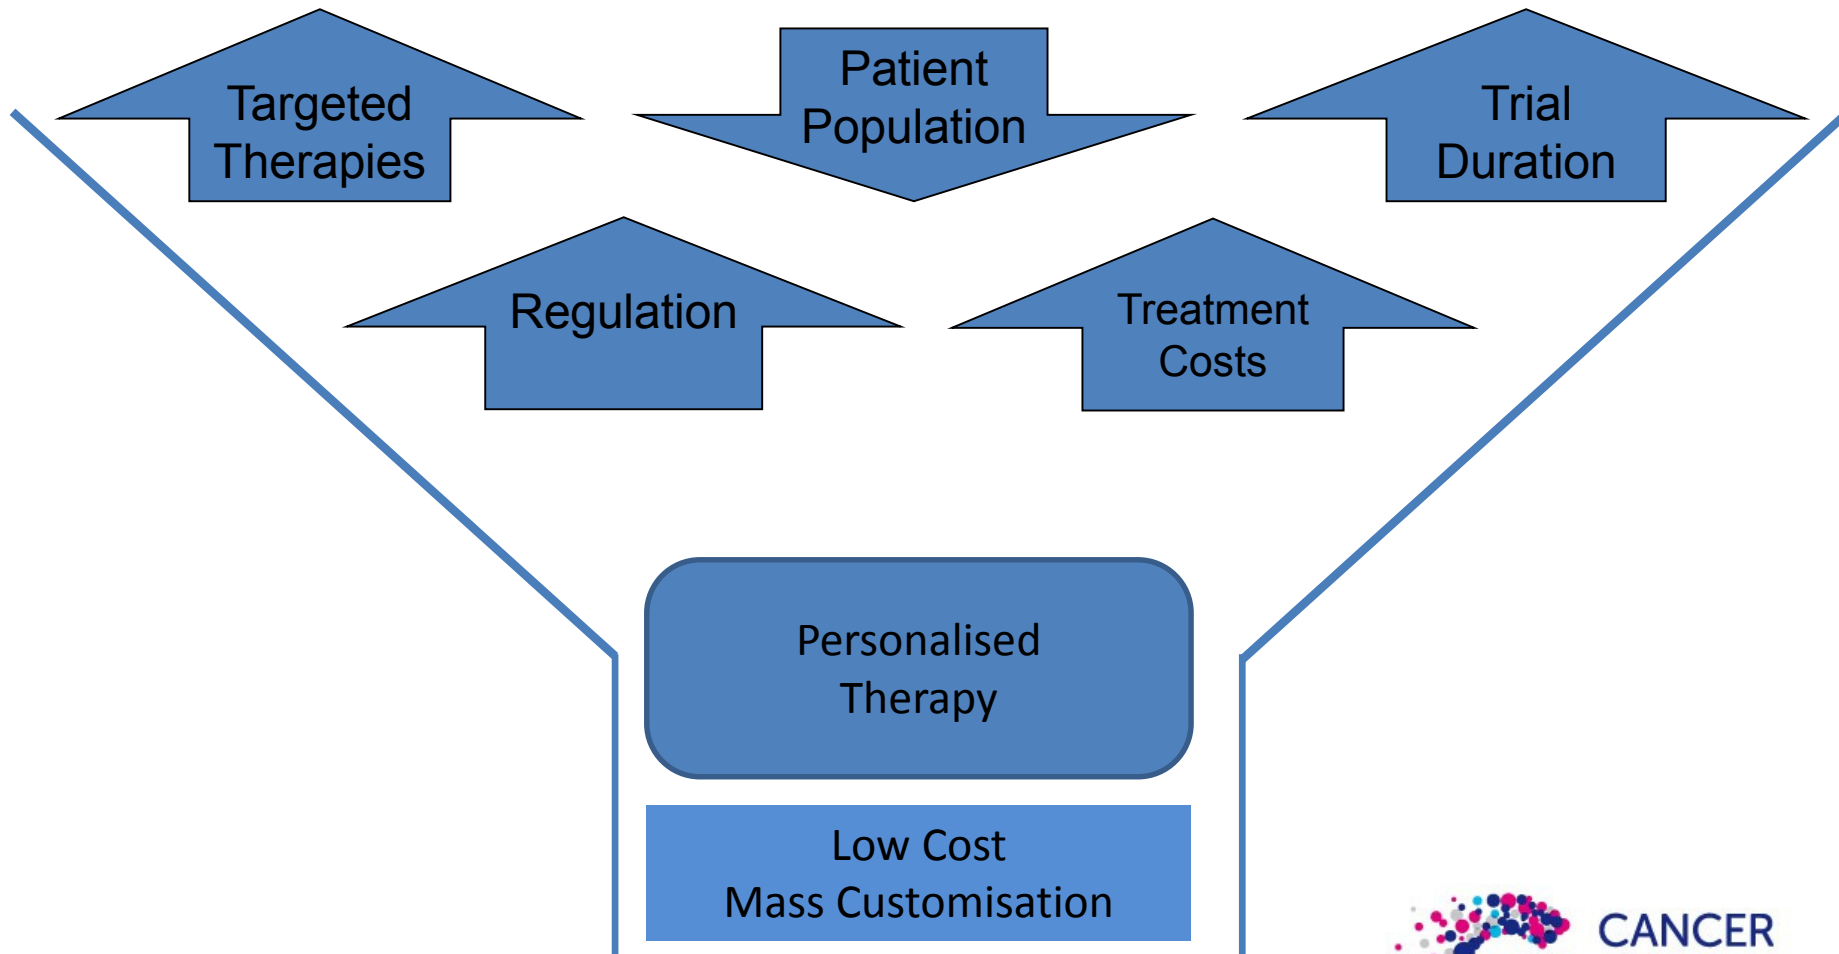 Targeted
Therapies
Patient
Population
Trial
Duration
Regulation
Treatment
Costs
Personalised
Therapy
Low Cost
Mass Customisation
CANCER